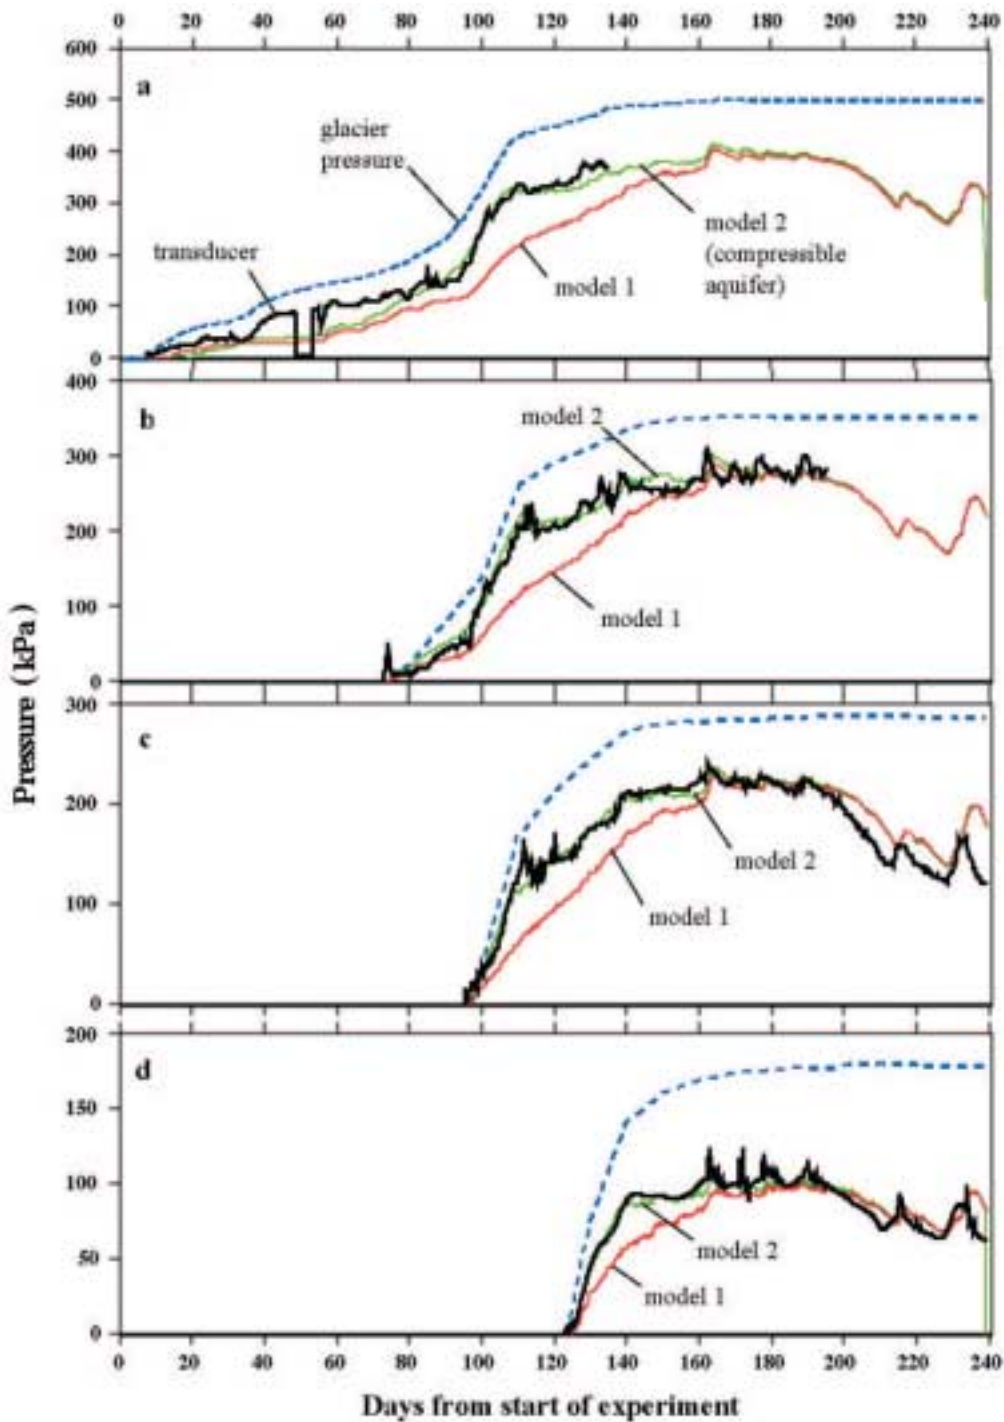 0 20 40 60 80 100 120 140 160 180 200 220 240
600
a
500
glacier
pressure
400
300
model 2
(compressible
aquifer)
200
transducer
model 1
100
0
400
b
model 2
300
200
model 1
100
0
300
c
200
model 2
model 1
100
0
200
d
150
100
model 2
50
model 1
0
0 20 40 60 80 100 120 140 160 180 200 220 240
Pressure (kPa)
Days from start of experiment